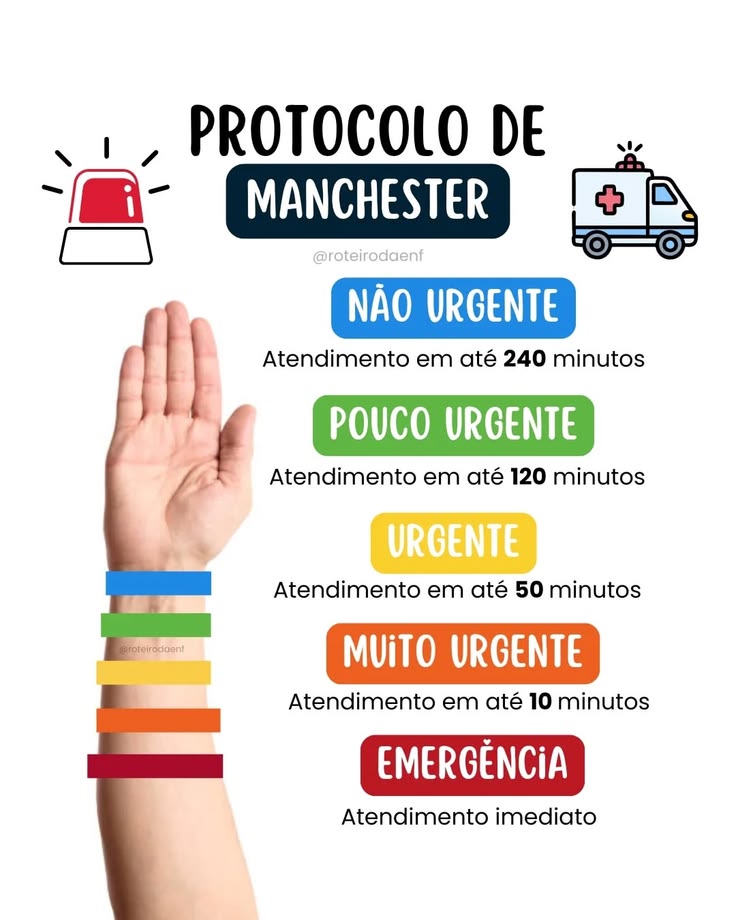 PROTOCOLO DE
MANCHESTER
@roteirodaenf
NÃO URGENTE
Atendimento em até 240 minutos
POUCO URGENTE
Atendimento em até 120 minutos
URGENTE
Atendimento em até 50 minutos
@roteirodaenf
MUiTO URGENTE
Atendimento em até 10 minutos
EMERGÊNCiA
Atendimento imediato